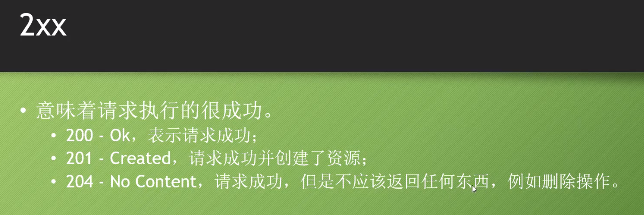 2xx
• 意味着请求执行的很成功。
• 200 - Ok，表示请求成功；
• 201 - Created，请求成功并创建了资源；
• 204 - No Content，请求成功，但是不应该返回任何东西，例如删除操作。